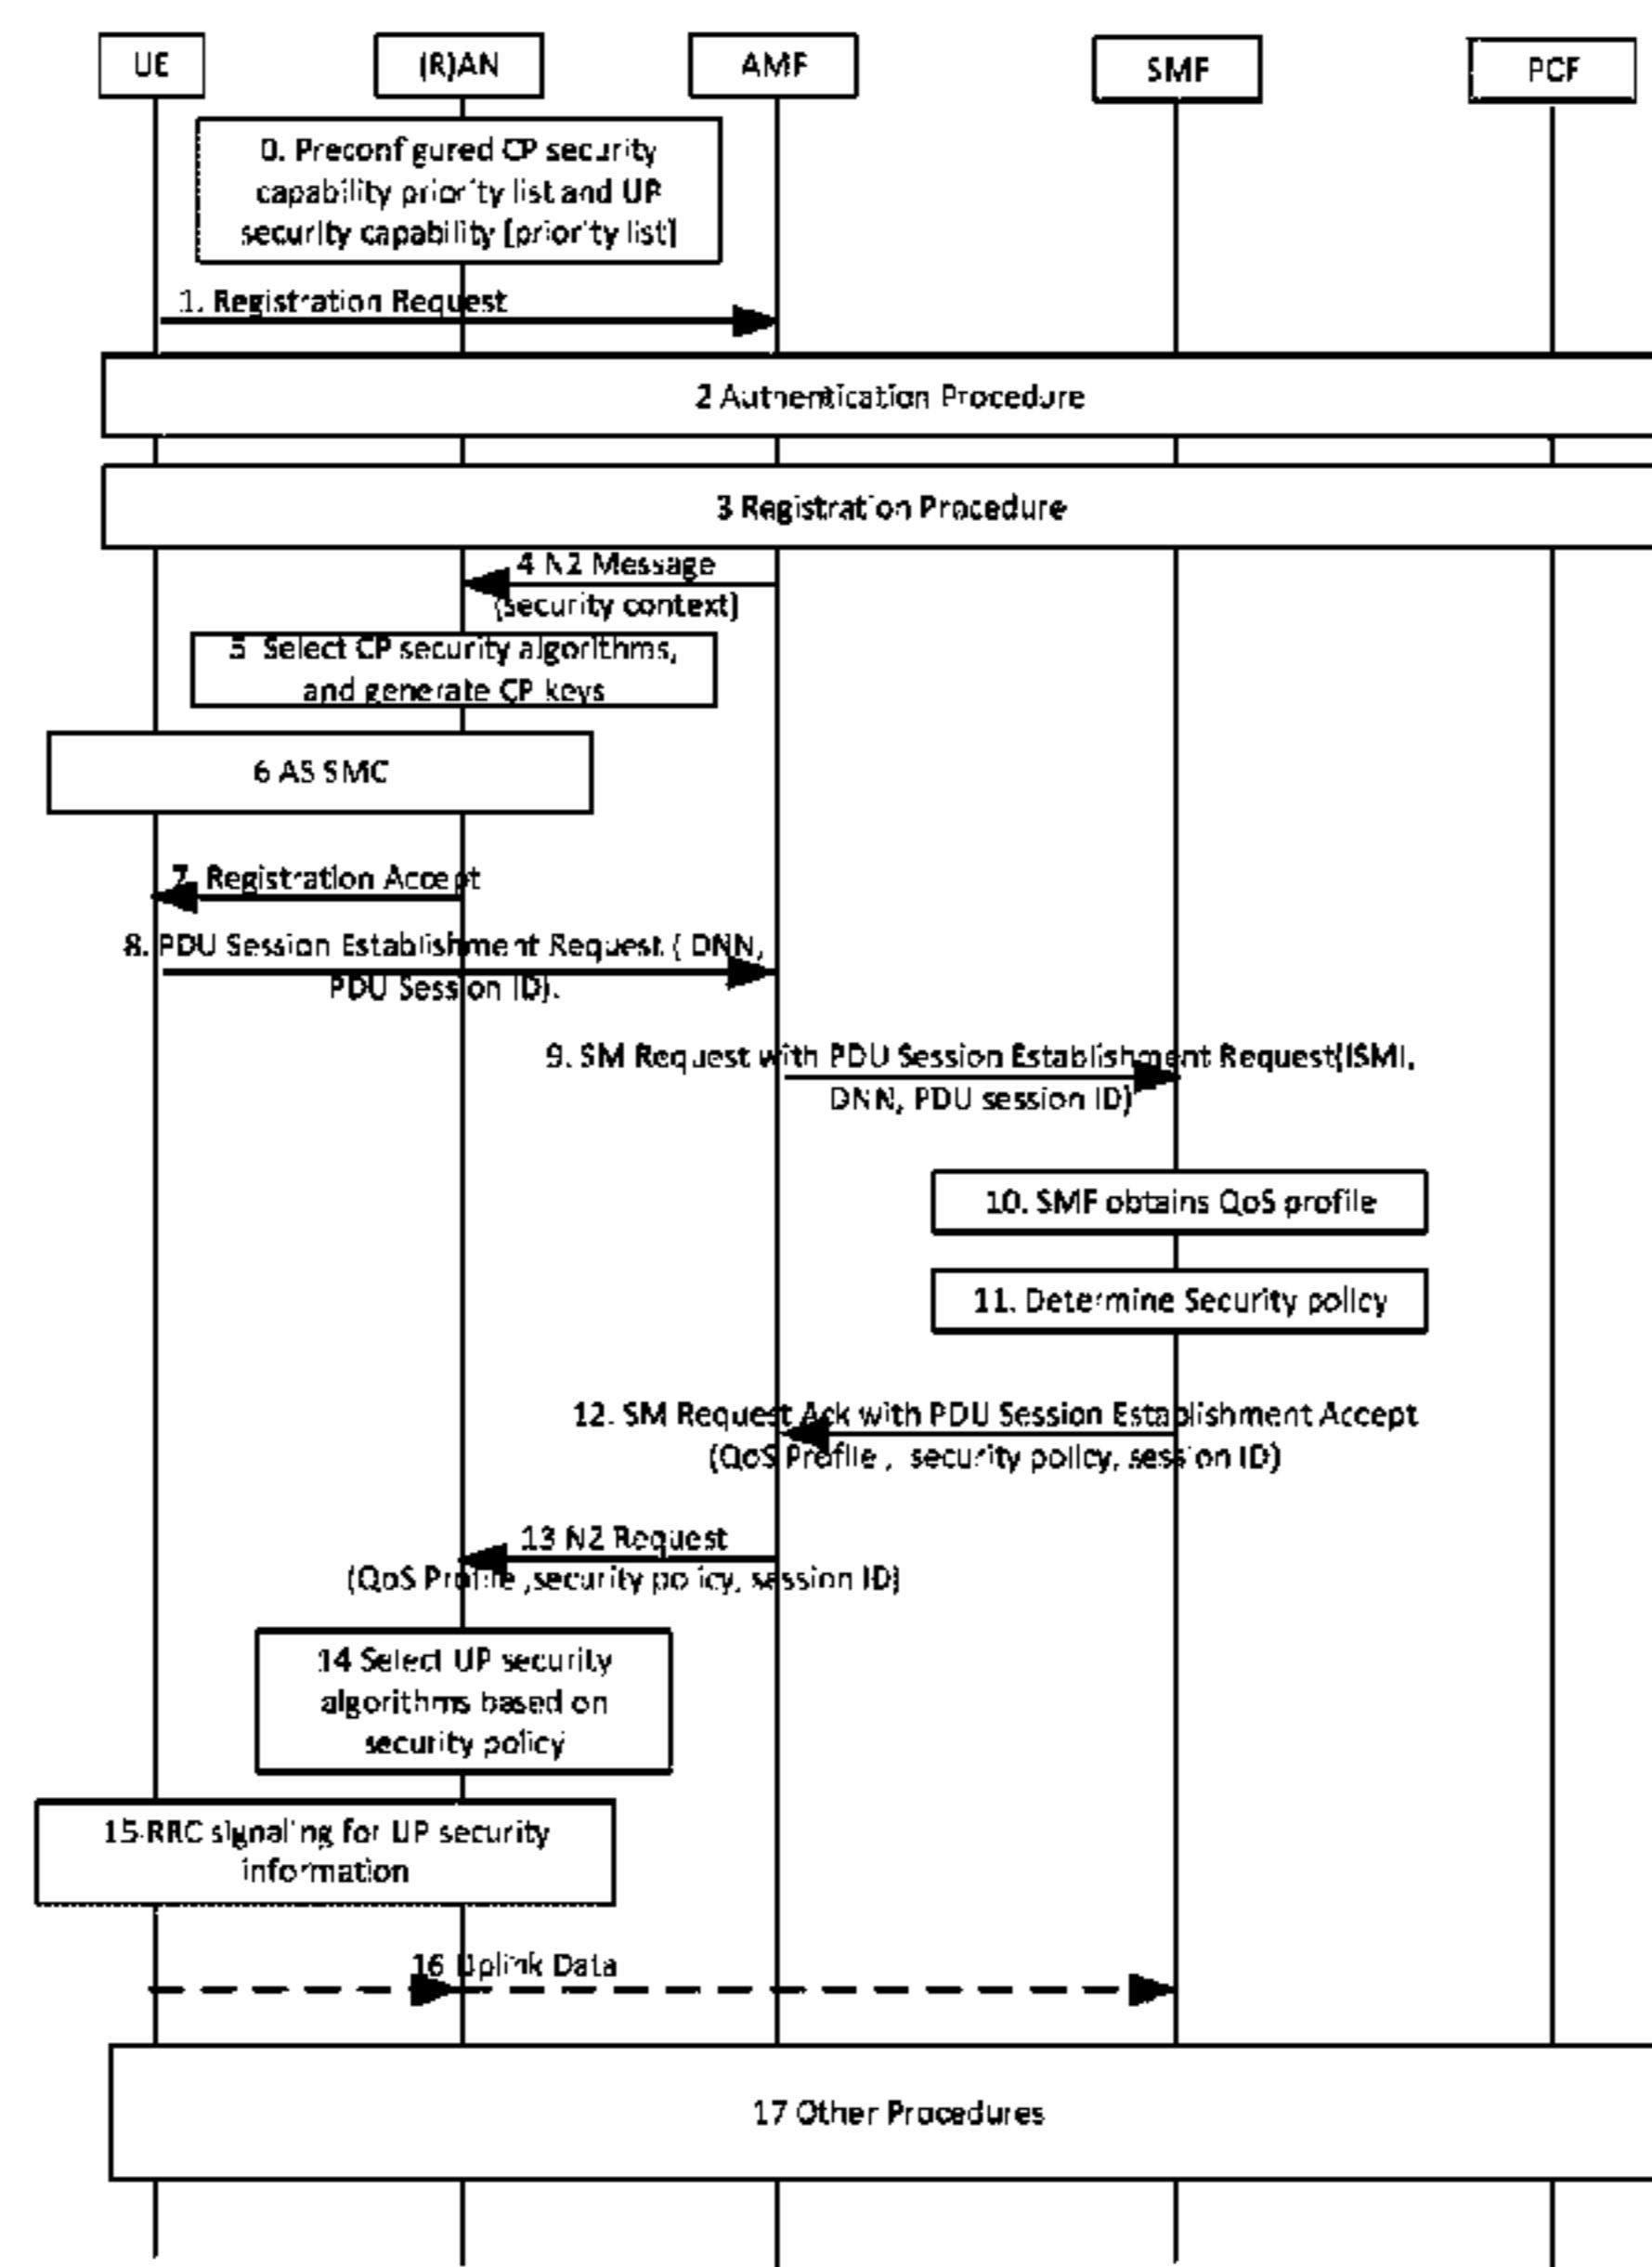 UE
(R)AN
AMF
SMF
PCF
0. Preconfigured CP security
capability priority list and UP
security capability [priority list]
1. Registration Request
2 Authentication Procedure
3 Registration Procedure
4 N2 Message
(security context)
5 Select CP security algorithms,
and generate CP keys
6 AS SMC
7. Registration Accept
8. PDU Session Establishment Request ( DNN,
PDU Session ID).
9. SM Request with PDU Session Establishment Request(ISMI,
DNN, PDU session ID)
10. SMF obtains QoS profile
11. Determine Security policy
12. SM Request Ack with PDU Session Establishment Accept
(QoS Profile , security policy, session ID)
13 N2 Request
(QoS Profile ,security policy, session ID)
14 Select UP security
algorithms based on
security policy
15 RRC signaling for UP security
information
16 Uplink Data
17 Other Procedures